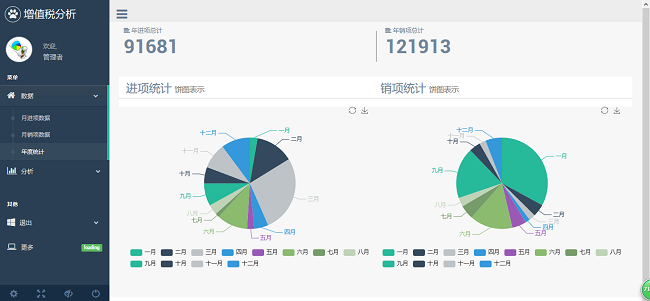 增值税分析
欢迎,
管理者
菜单
数据
月进项数据
月销项数据
年度统计
分析
其他
退出
更多 loading
年进项总计
91681
年销项总计
121913
进项统计 饼图表示
销项统计 饼图表示
十二月 一月
二月
十一月
十月
三月
九月
八月
七月
六月 四月
五月
十二月
十一月
十月
一月
九月
八月
七月
二月
三月
四月
六月 五月
一月 二月 三月 四月 五月 六月 七月 八月
九月 十月 十一月 十二月
一月 二月 三月 四月 五月 六月 七月 八月
九月 十月 十一月 十二月